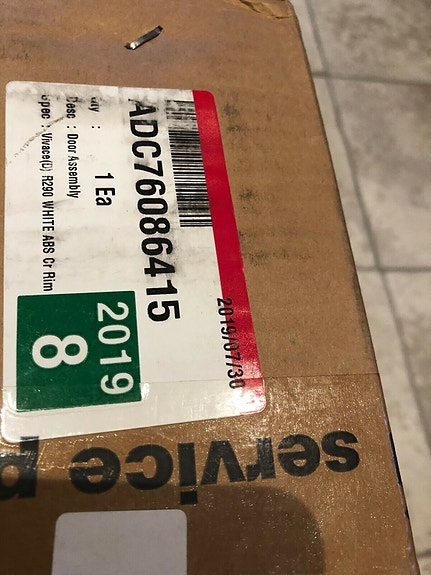 2019/07/30
ADC76086415
Qty : 1 Ea
Desc : Door Assembly
Spec : Vivace(D) R290 WHITE ABS Cr Rim
2019
8
service p